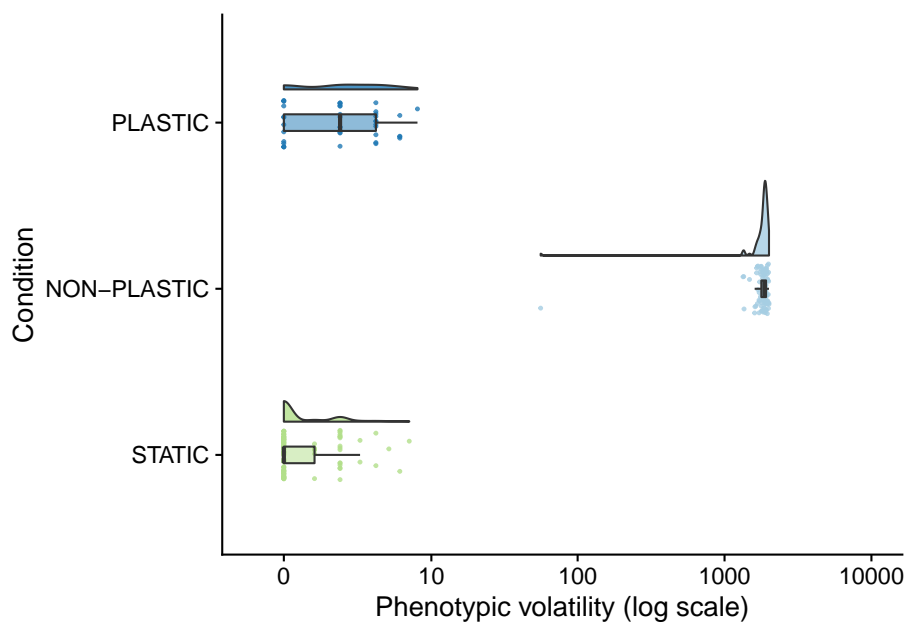 PLASTIC
NON−PLASTIC
STATIC
Condition
0 10 100 1000 10000
Phenotypic volatility (log scale)